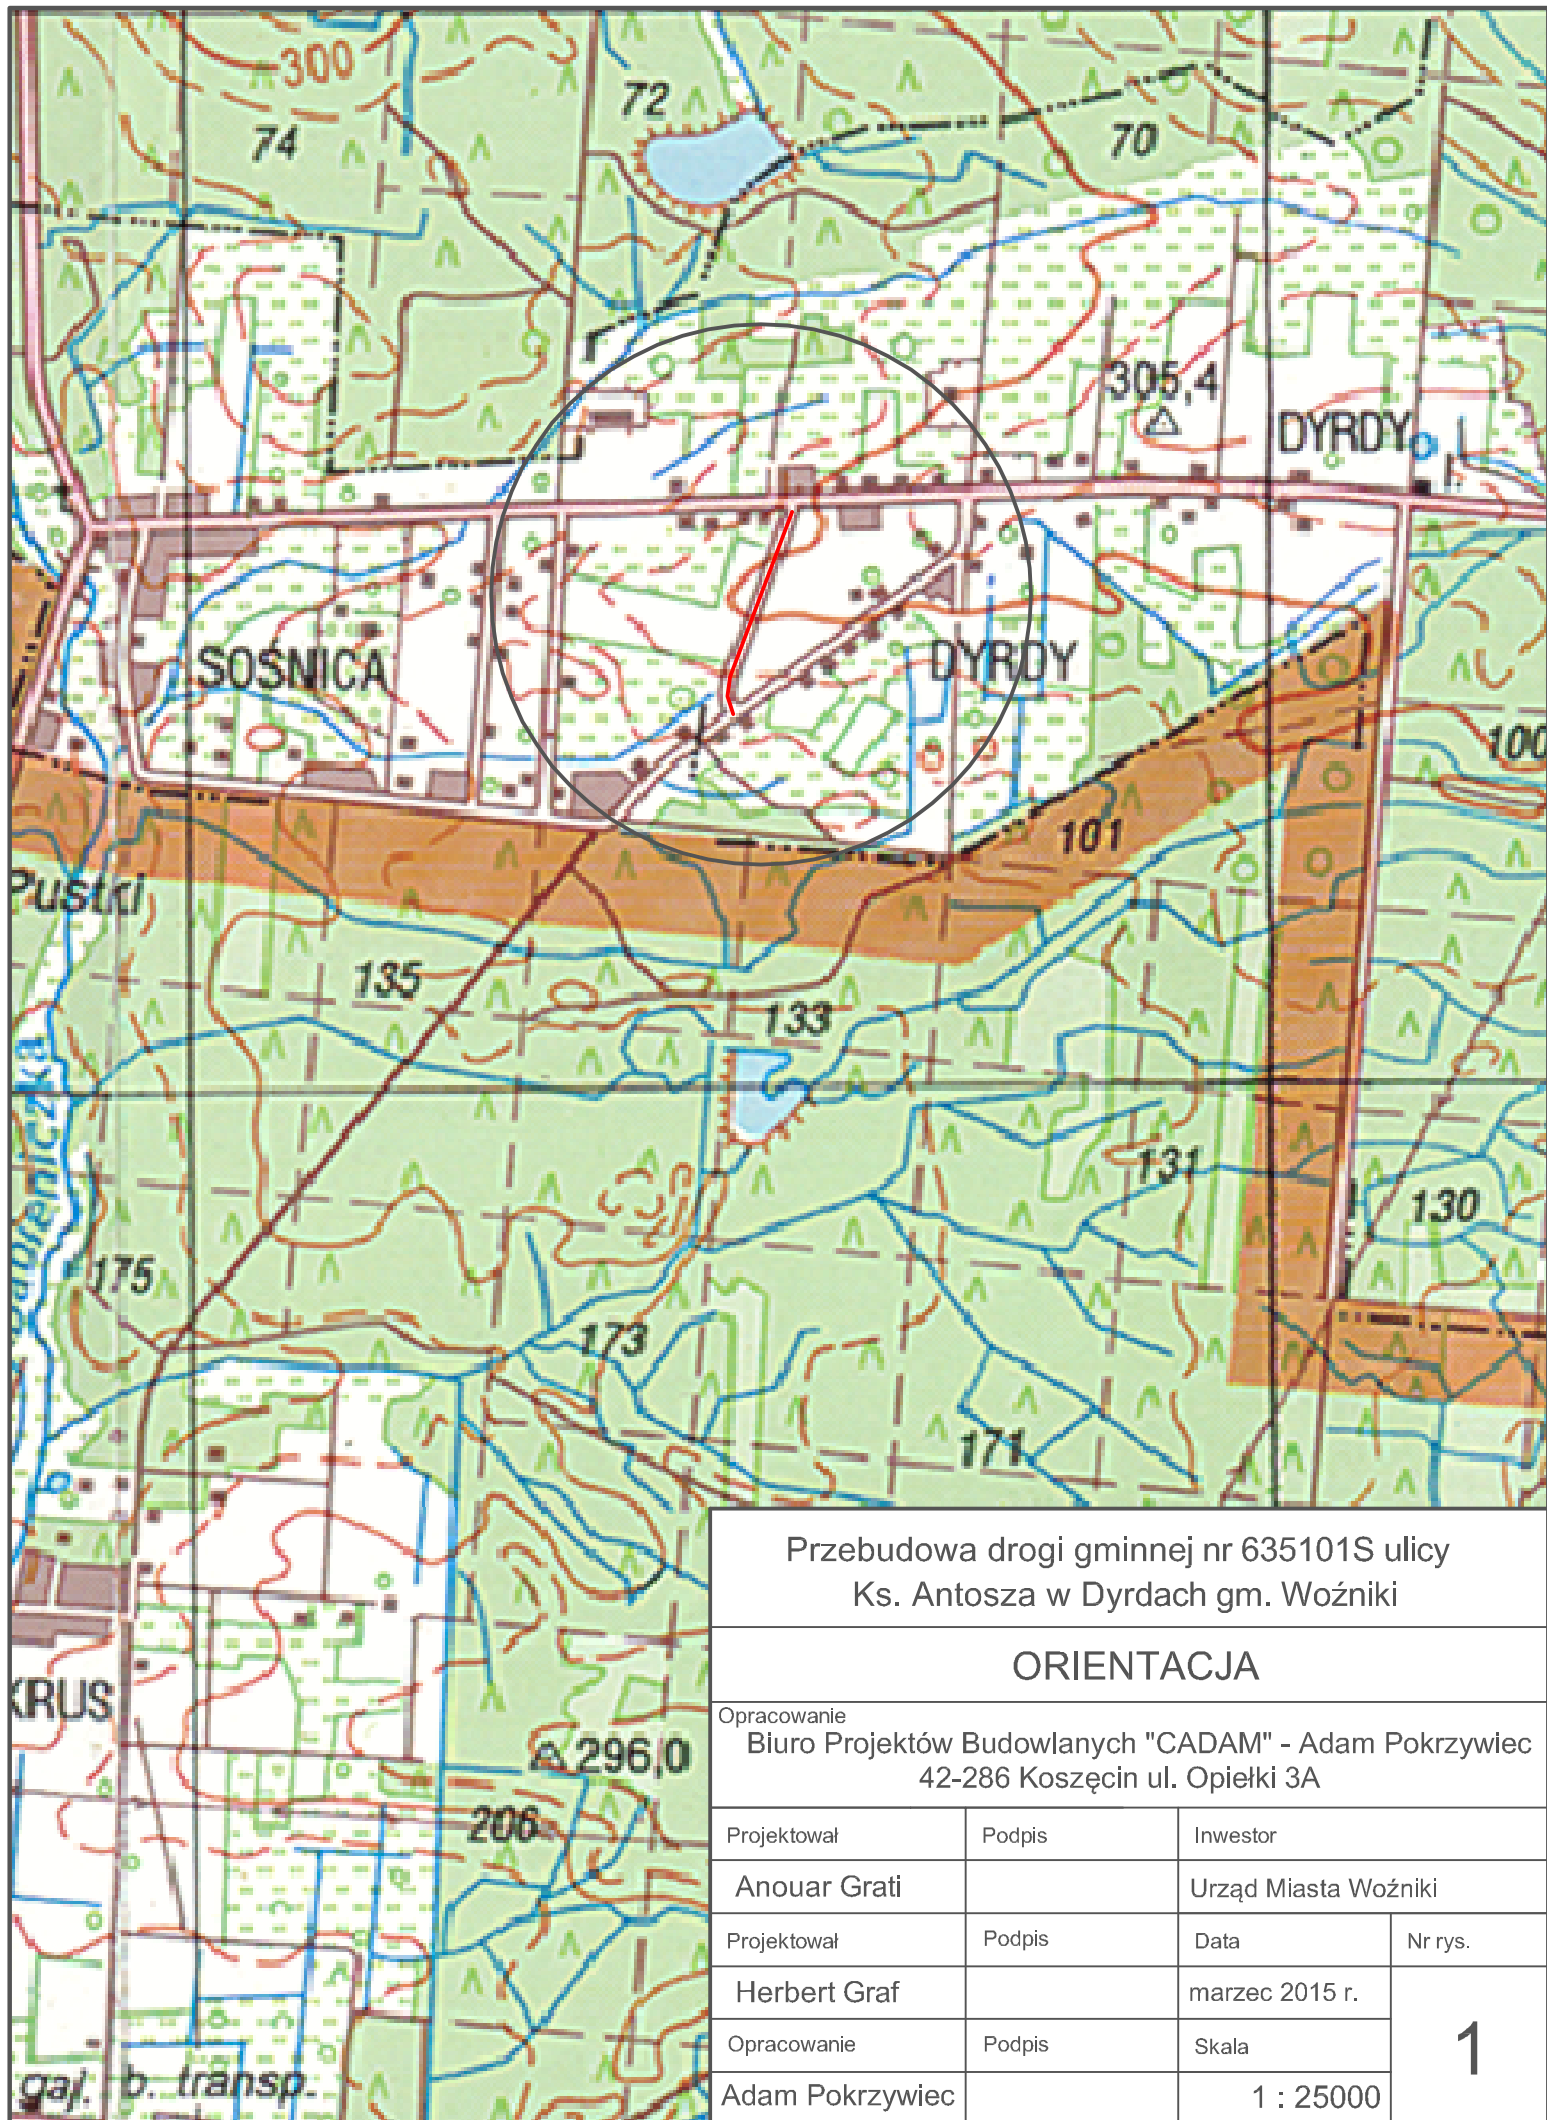 300
72
74
70
305,4
DYRDY
SOŚNICA
DYRDY
100
101
Pustki
135
133
131
130
175
173
171
KRUS
296,0
206
gaj. b. transp.
Przebudowa drogi gminnej nr 635101S ulicy
Ks. Antosza w Dyrdach gm. Woźniki
ORIENTACJA
Opracowanie
Biuro Projektów Budowlanych "CADAM" - Adam Pokrzywiec
42-286 Koszęcin ul. Opiełki 3A
Projektował Podpis Inwestor
Anouar Grati Urząd Miasta Woźniki
Projektował Podpis Data Nr rys.
Herbert Graf marzec 2015 r.
Opracowanie Podpis Skala
1
Adam Pokrzywiec 1 : 25000